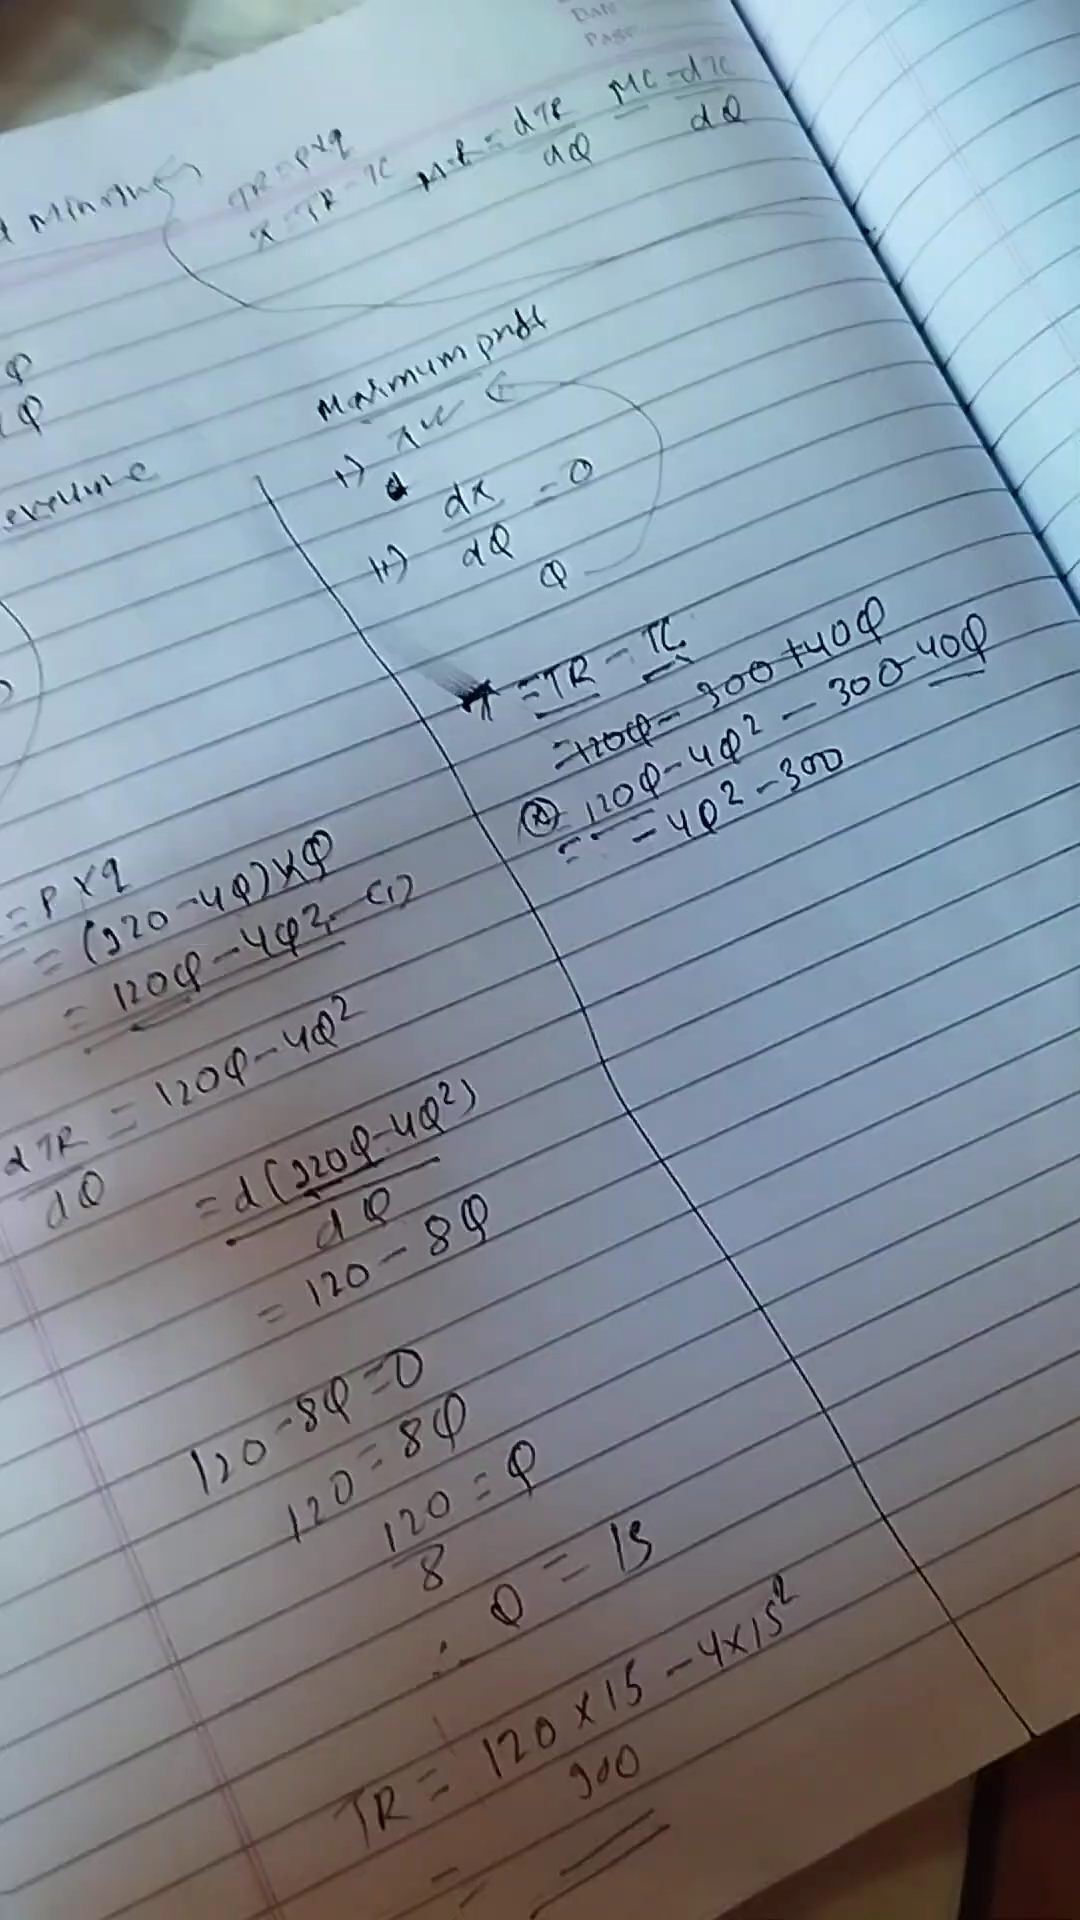 DATE
PAGE
TR = P×q
π = TR - TC
MR = dTR/dQ
MC = dTC/dQ
Q
Q
Maximum profit
i) π
ii) dπ/dQ = 0
Q
π = TR - TC
= 120Q - 300 + 40Q
π = 120Q - 4Q² - 300 - 40Q
= - 4Q² - 300
= P × q
= (120 - 4Q) × Q
= 120Q - 4Q² - (1)
dTR/dQ = 120Q - 4Q²
= d(120Q - 4Q²)/dQ
= 120 - 8Q
120 - 8Q = 0
120 = 8Q
120/8 = Q
∴ Q = 15
TR = 120 × 15 - 4×15²
= 900